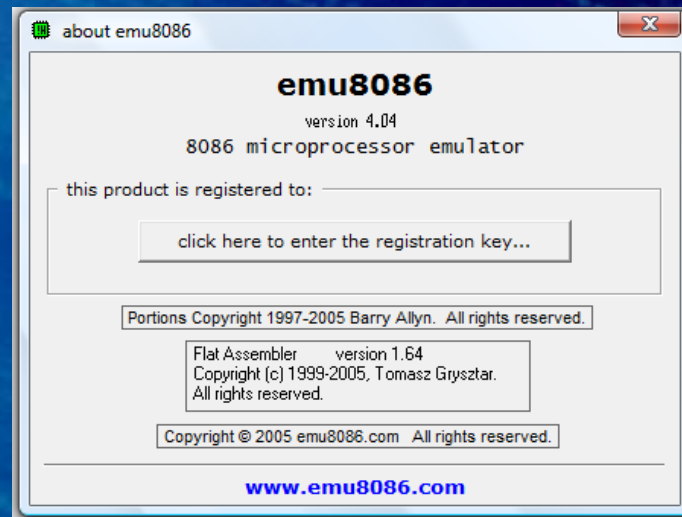 about emu8086
emu8086
version 4.04
8086 microprocessor emulator
this product is registered to:
click here to enter the registration key...
Portions Copyright 1997-2005 Barry Allyn. All rights reserved.
Flat Assembler version 1.64
Copyright (c) 1999-2005, Tomasz Grysztar.
All rights reserved.
Copyright © 2005 emu8086.com All rights reserved.
www.emu8086.com